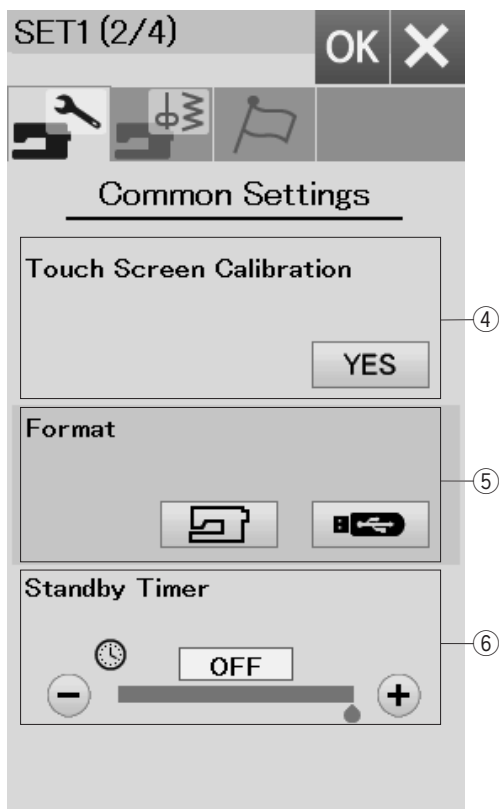 SET1 (2/4)
OK
Common Settings
Touch Screen Calibration
④
YES
Format
⑤
Standby Timer
⑥
OFF